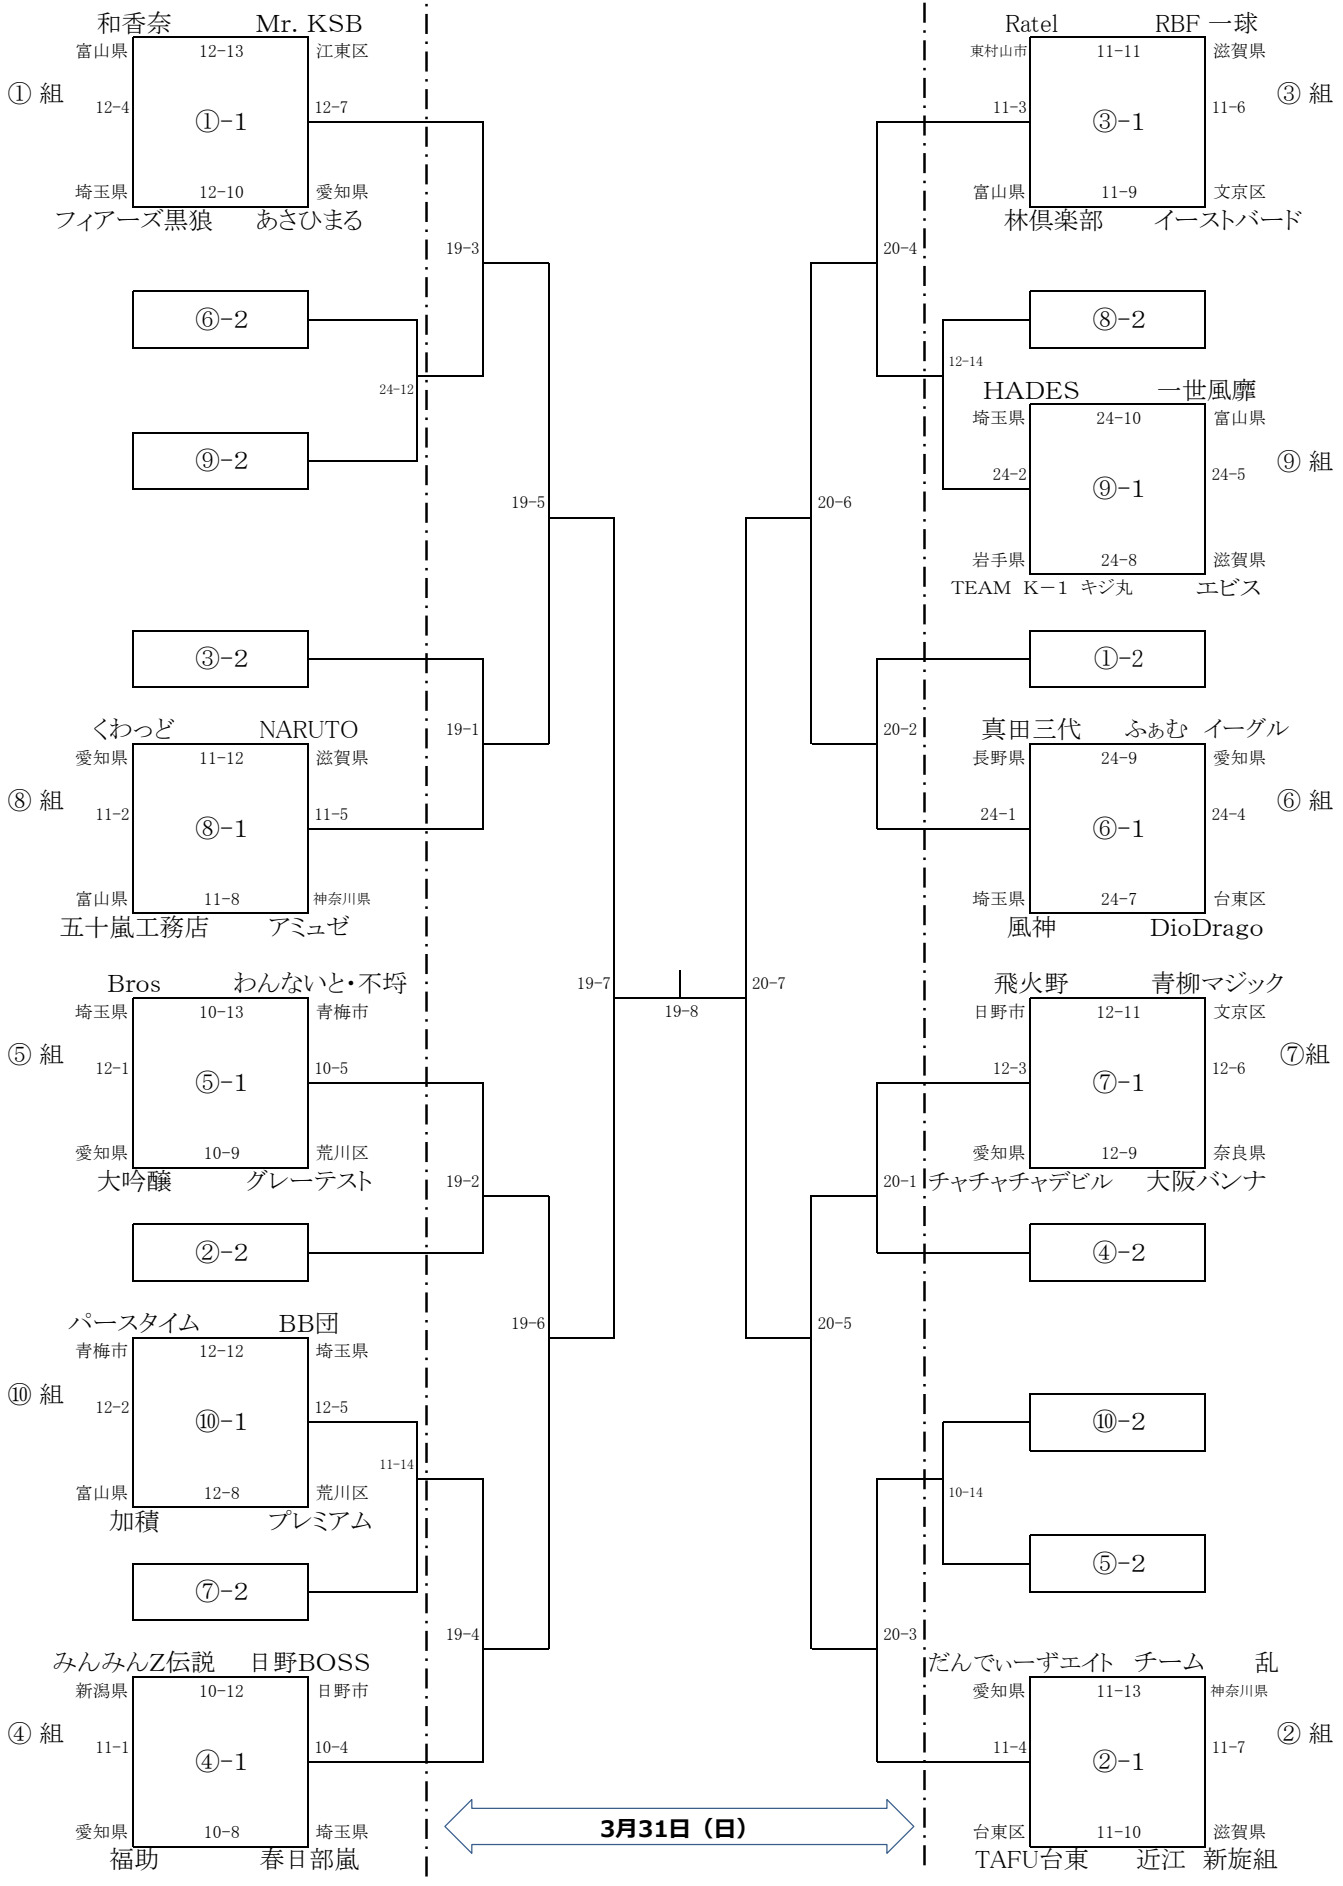 和香奈 Mr. KSB Ratel RBF 一球
富山県 12-13 江東区 東村山市 11-11 滋賀県
① 組 12-4 ①-1 12-7 11-3 ③-1 11-6 ③ 組
埼玉県 12-10 愛知県 富山県 11-9 文京区
フィアーズ黒狼 あさひまる 林倶楽部 イーストバード
19-3 20-4
⑥-2 ⑧-2
24-12 12-14
HADES 一世風靡
埼玉県 24-10 富山県
⑨-2 24-2 ⑨-1 24-5 ⑨ 組
19-5 20-6
岩手県 24-8 滋賀県
TEAM K-1 キジ丸 エビス
③-2 ①-2
くわっど NARUTO 19-1 20-2 真田三代 ふぁむ イーグル
愛知県 11-12 滋賀県 長野県 24-9 愛知県
⑧ 組 11-2 ⑧-1 11-5 24-1 ⑥-1 24-4 ⑥ 組
富山県 11-8 神奈川県 埼玉県 24-7 台東区
五十嵐工務店 アミュゼ 風神 DioDrago
Bros わんないと・不埒 19-7 20-7 飛火野 青柳マジック
埼玉県 10-13 青梅市 19-8 日野市 12-11 文京区
⑤ 組 12-1 ⑤-1 10-5 12-3 ⑦-1 12-6 ⑦組
愛知県 10-9 荒川区 愛知県 12-9 奈良県
大吟醸 グレーテスト 19-2 20-1 チャチャチャデビル 大阪バンナ
②-2 ④-2
パースタイム BB団 19-6 20-5
青梅市 12-12 埼玉県
⑩ 組 12-2 ⑩-1 12-5 ⑩-2
11-14 10-14
富山県 12-8 荒川区
加積 プレミアム
⑦-2 ⑤-2
19-4 20-3
みんみんZ伝説 日野BOSS だんでぃーずエイト チーム 乱
新潟県 10-12 日野市 愛知県 11-13 神奈川県
④ 組 11-1 ④-1 10-4 11-4 ②-1 11-7 ② 組
3月31日（日）
愛知県 10-8 埼玉県 台東区 11-10 滋賀県
福助 春日部嵐 TAFU台東 近江 新旋組